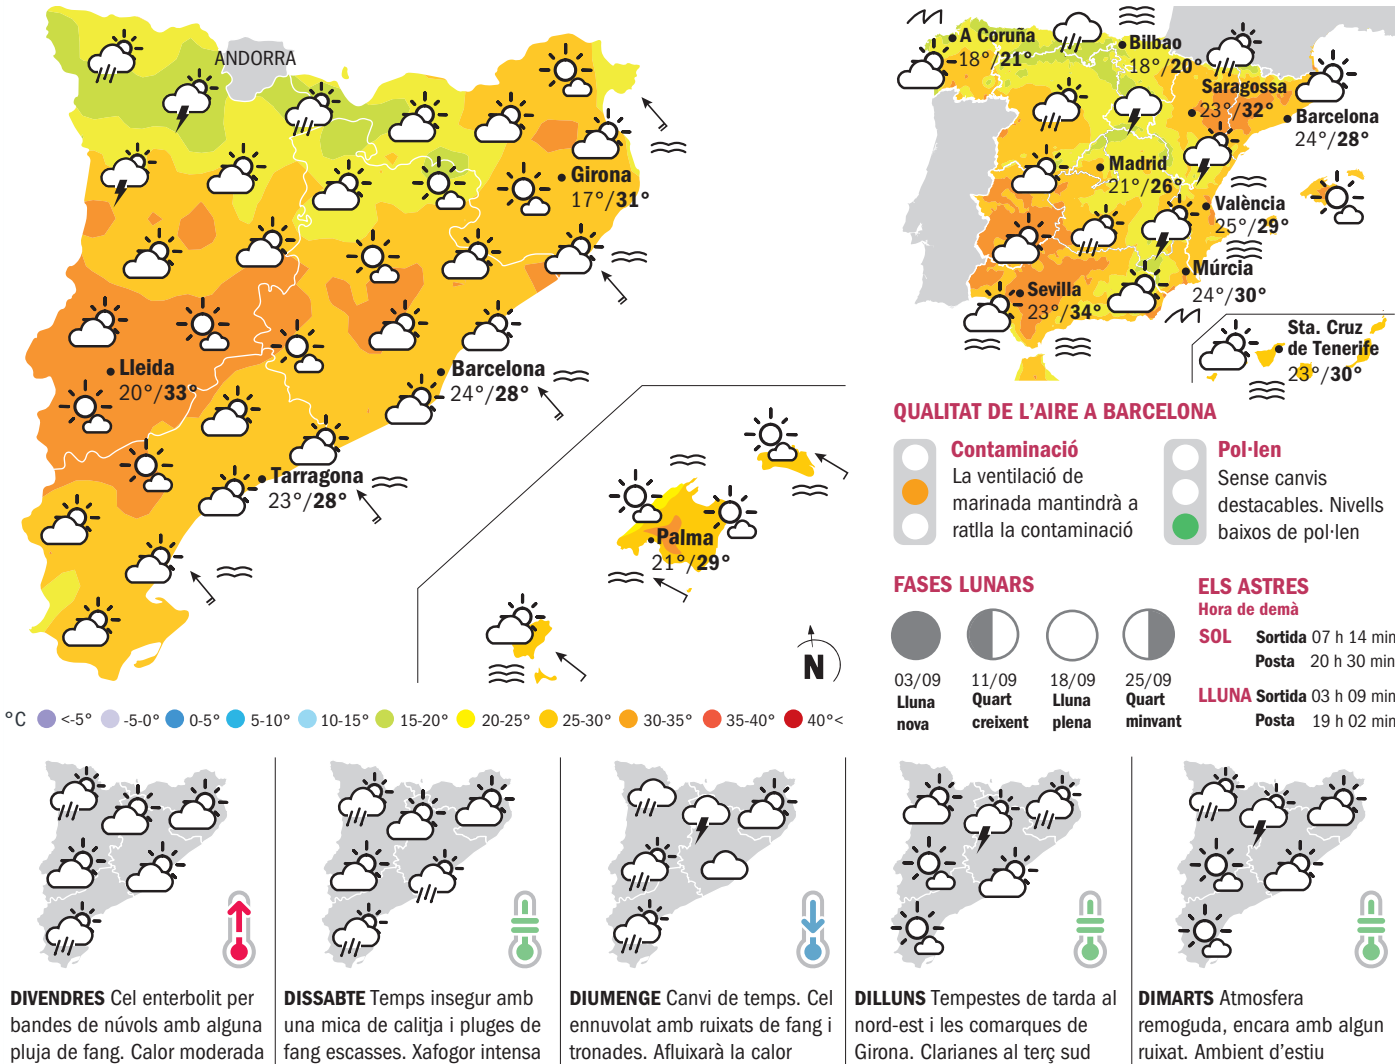 ANDORRA
Girona
17°/31°
Lleida
20°/33°
Barcelona
24°/28°
Tarragona
23°/28°
Palma
21°/29°
N
A Coruña
18°/21°
Bilbao
18°/20°
Saragossa
23°/32°
Barcelona
24°/28°
Madrid
21°/26°
València
25°/29°
Múrcia
24°/30°
Sevilla
23°/34°
Sta. Cruz
de Tenerife
23°/30°
QUALITAT DE L'AIRE A BARCELONA
Contaminació
La ventilació de
marinada mantindrà a
ratlla la contaminació
Pol·len
Sense canvis
destacables. Nivells
baixos de pol·len
FASES LUNARS
03/09
Lluna
nova
11/09
Quart
creixent
18/09
Lluna
plena
25/09
Quart
minvant
ELS ASTRES
Hora de demà
SOL Sortida 07 h 14 min
Posta 20 h 30 min
LLUNA Sortida 03 h 09 min
Posta 19 h 02 min
°C <-5° -5-0° 0-5° 5-10° 10-15° 15-20° 20-25° 25-30° 30-35° 35-40° 40°<
DIVENDRES Cel enterbolit per
bandes de núvols amb alguna
pluja de fang. Calor moderada
DISSABTE Temps insegur amb
una mica de calitja i pluges de
fang escasses. Xafogor intensa
DIUMENGE Canvi de temps. Cel
ennuvolat amb ruixats de fang i
tronades. Afluixarà la calor
DILLUNS Tempestes de tarda al
nord-est i les comarques de
Girona. Clarianes al terç sud
DIMARTS Atmosfera
remoguda, encara amb algun
ruixat. Ambient d'estiu